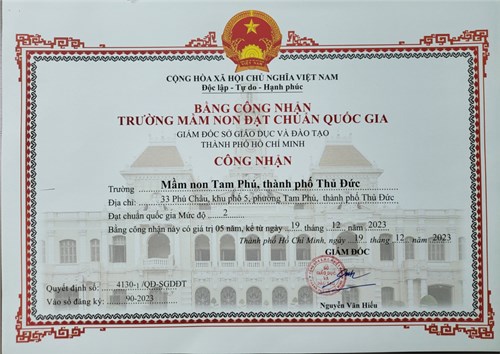 VIỆT NAM
CỘNG HÒA XÃ HỘI CHỦ NGHĨA VIỆT NAM
Độc lập - Tự do - Hạnh phúc
BẰNG CÔNG NHẬN
TRƯỜNG MẦM NON ĐẠT CHUẨN QUỐC GIA
GIÁM ĐỐC SỞ GIÁO DỤC VÀ ĐÀO TẠO
THÀNH PHỐ HỒ CHÍ MINH
CÔNG NHẬN
Trường Mầm non Tam Phú, thành phố Thủ Đức
Địa chỉ: 33 Phú Châu, khu phố 5, phường Tam Phú, thành phố Thủ Đức
Đạt chuẩn quốc gia Mức độ 2
Bằng công nhận này có giá trị 05 năm, kể từ ngày 19 tháng 12 năm 2023
Thành phố Hồ Chí Minh, ngày 19 tháng 12 năm 2023
GIÁM ĐỐC
Quyết định số: /QĐ-SGDĐT
Vào sổ đăng ký: 90-2023
Nguyễn Văn Hiếu